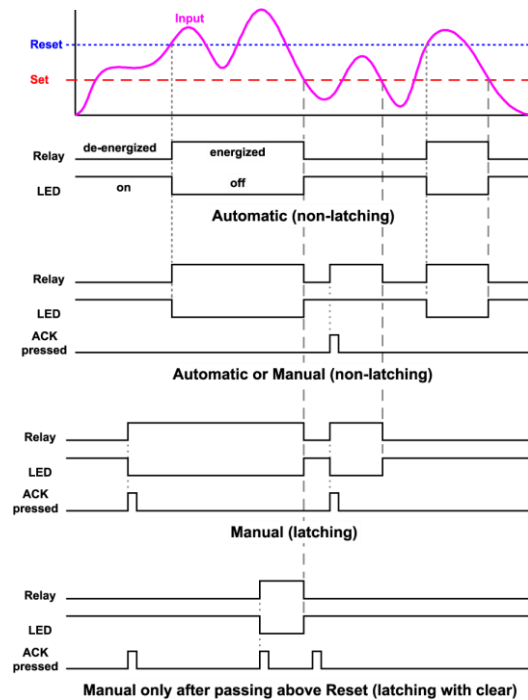 Input
Reset
Set
de-energized energized
Relay
LED
on off
Automatic (non-latching)
Relay
LED
ACK
pressed
Automatic or Manual (non-latching)
Relay
LED
ACK
pressed
Manual (latching)
Relay
LED
ACK
pressed
Manual only after passing above Reset (latching with clear)